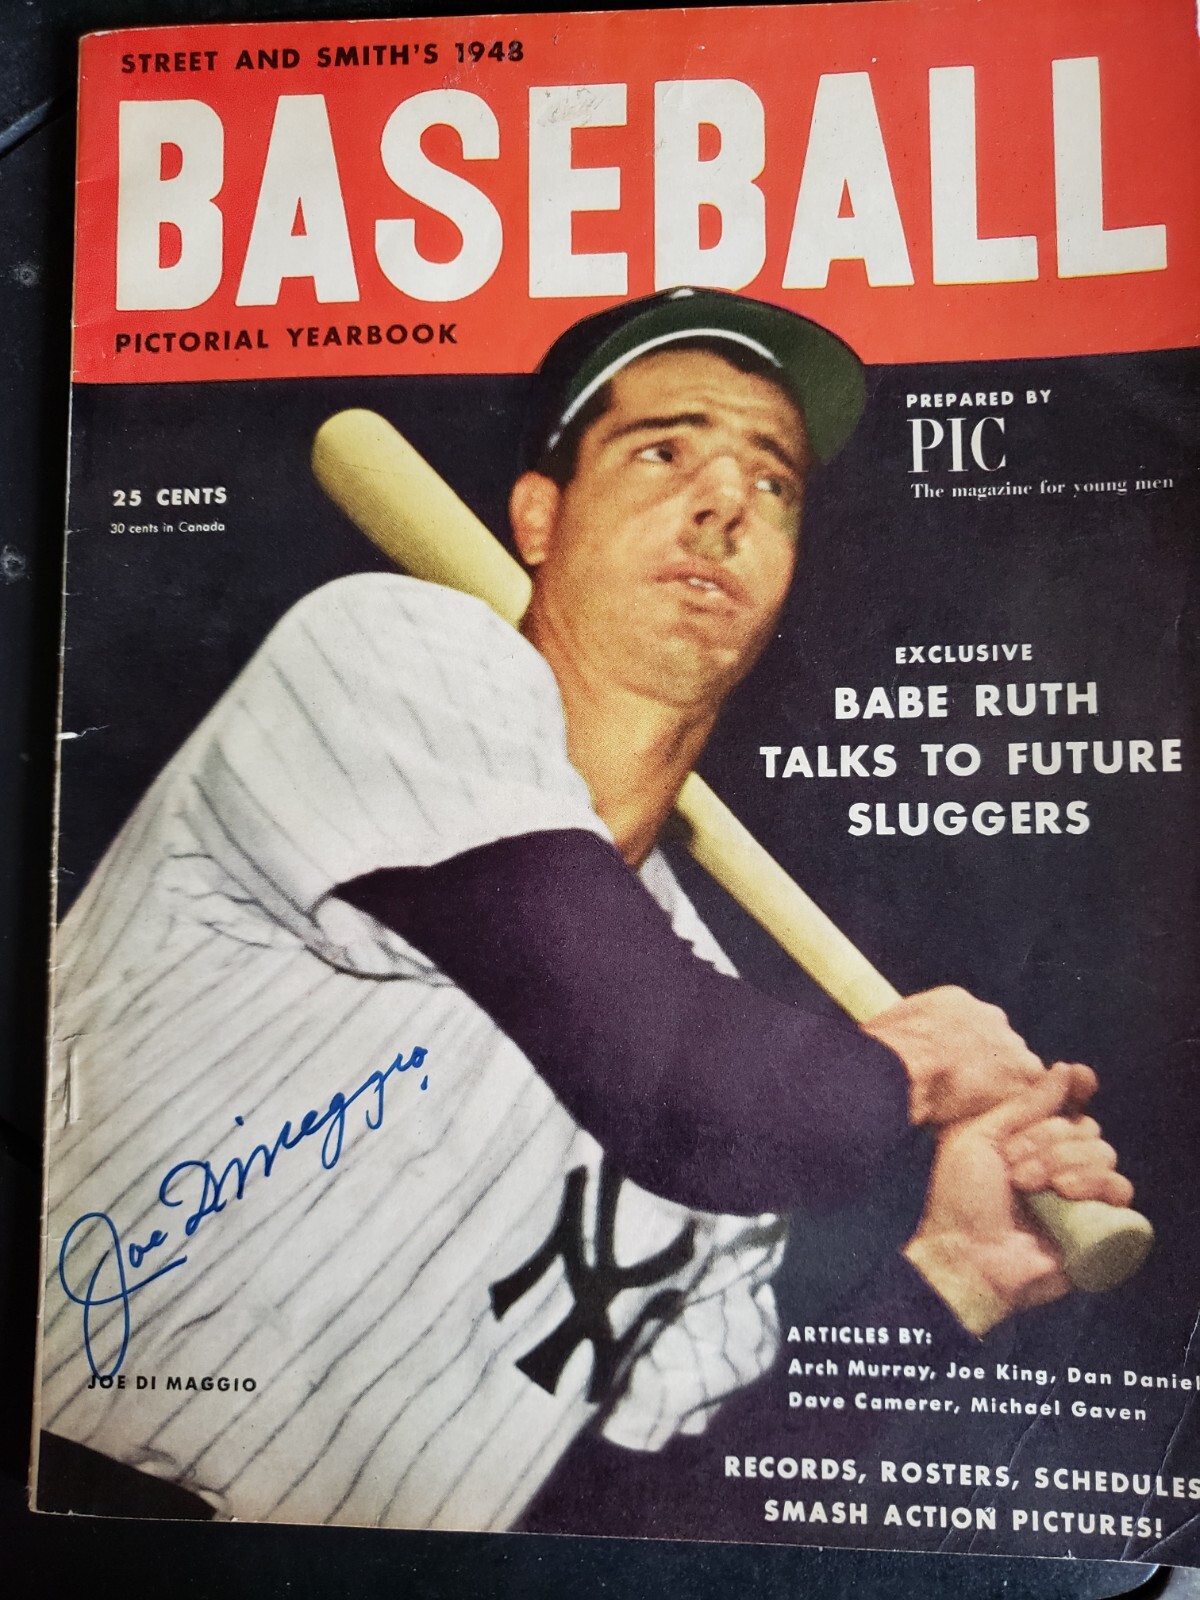 STREET AND SMITH'S 1948
BASEBALL
PICTORIAL YEARBOOK
PREPARED BY
PIC
The magazine for young men
25 CENTS
30 cents in Canada
EXCLUSIVE
BABE RUTH
TALKS TO FUTURE
SLUGGERS
Joe DiMaggio
NY
JOE DI MAGGIO
ARTICLES BY:
Arch Murray, Joe King, Dan Daniel
Dave Camerer, Michael Gaven
RECORDS, ROSTERS, SCHEDULES
SMASH ACTION PICTURES!